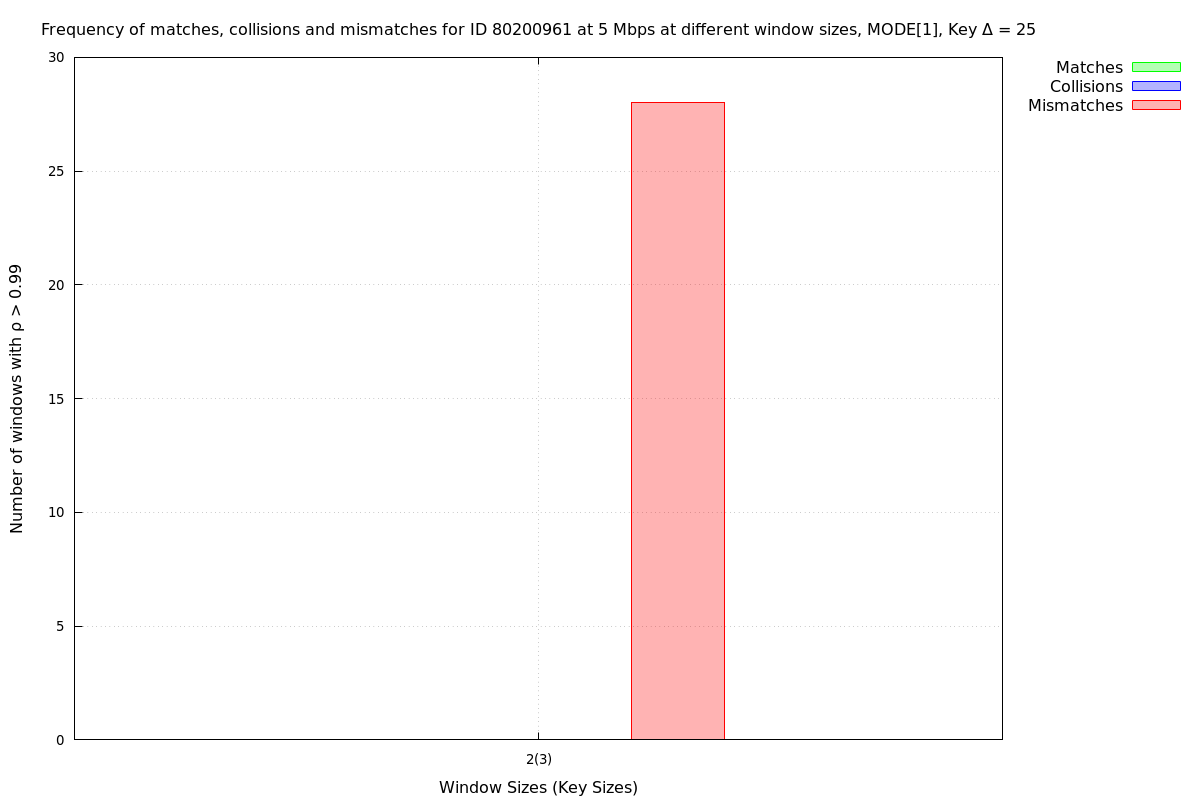 Frequency of matches, collisions and mismatches for ID 80200961 at 5 Mbps at different window sizes, MODE[1], Key Δ = 25
Matches
Collisions
Mismatches
Number of windows with ρ > 0.99
30
25
20
15
10
5
0
2(3)
Window Sizes (Key Sizes)